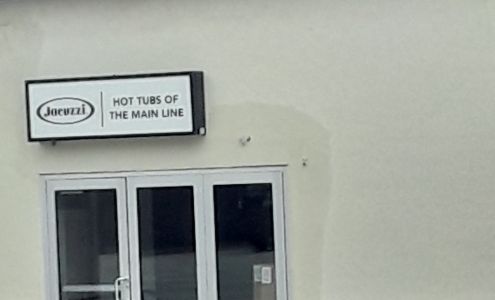 Jacuzzi
HOT TUBS OF
THE MAIN LINE